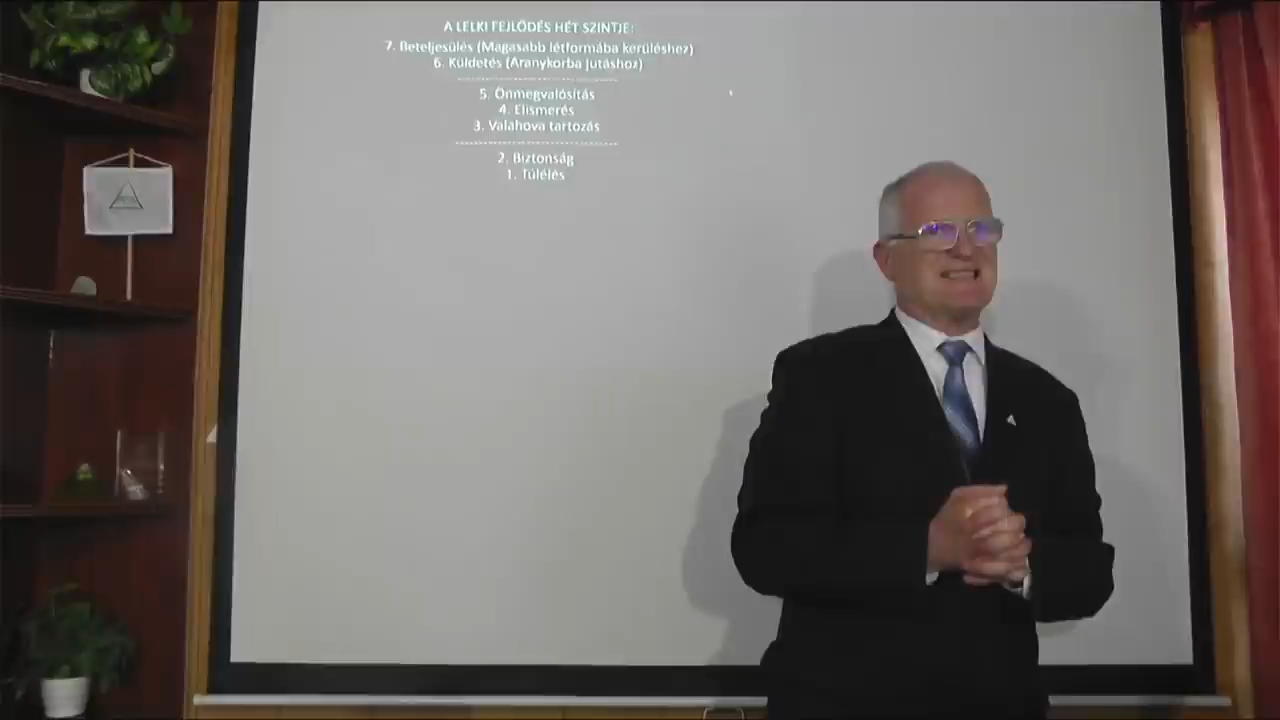 A LELKI FEJLŐDÉS HÉT SZINTJE:
7. Beteljesülés (Magasabb létformába kerüléshez)
6. Küldetés (Aranykorba jutáshoz)
5. Önmegvalósítás
4. Elismerés
3. Valahova tartozás
2. Biztonság
1. Túlélés